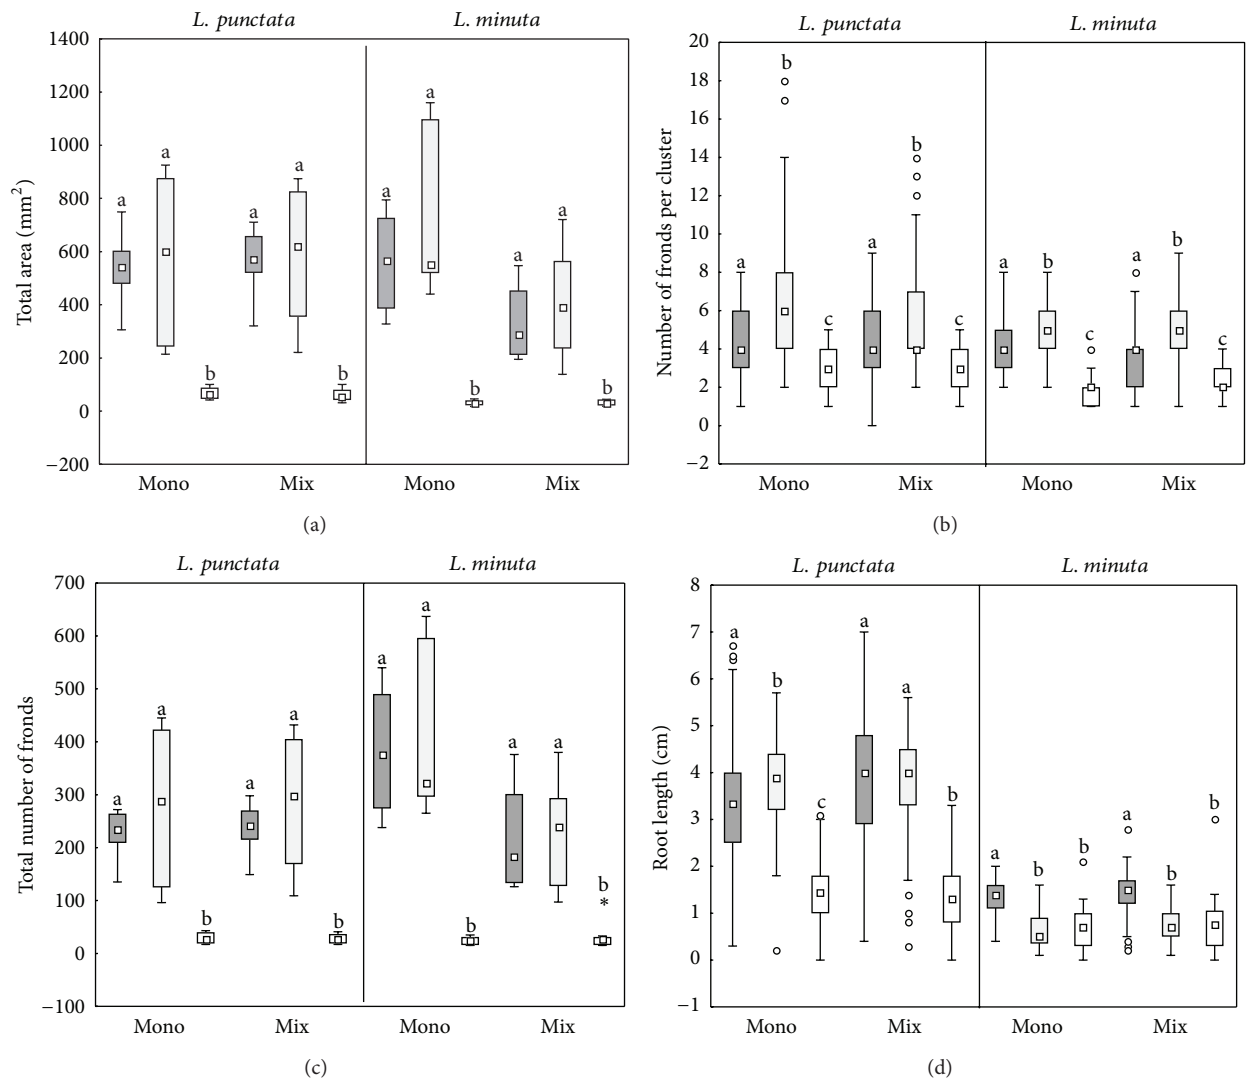 L. punctata L. minuta
1400
1200
1000
800
600
400
200
0
−200
Total area (mm²)
a a b a a b a a b a a b
Mono Mix Mono Mix
(a)
L. punctata L. minuta
20
18
16
14
12
10
8
6
4
2
0
−2
Number of fronds per cluster
a b c a b c a b c a b c
Mono Mix Mono Mix
(b)
L. punctata L. minuta
700
600
500
400
300
200
100
0
−100
Total number of fronds
a a b a a b a a b a a b
*
Mono Mix Mono Mix
(c)
L. punctata L. minuta
8
7
6
5
4
3
2
1
0
−1
Root length (cm)
a b c a a b a b b a b b
Mono Mix Mono Mix
(d)